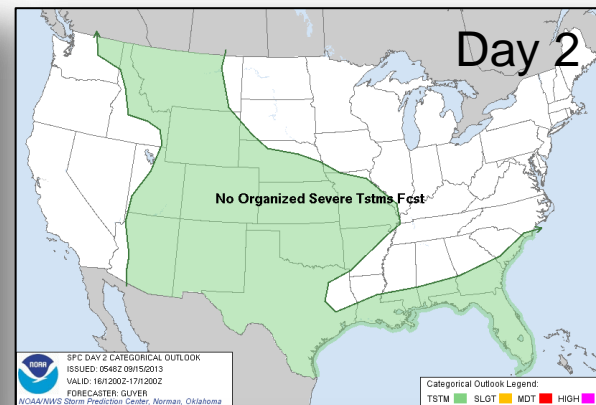 Day 2
No Organized Severe Tstms Fcst
NOAA
SPC DAY 2 CATEGORICAL OUTLOOK
ISSUED: 0548Z 09/15/2013
VALID: 16/1200Z-17/1200Z
FORECASTER: GUYER
NOAA/NWS Storm Prediction Center, Norman, Oklahoma
Categorical Outlook Legend:
TSTM SLGT MDT HIGH